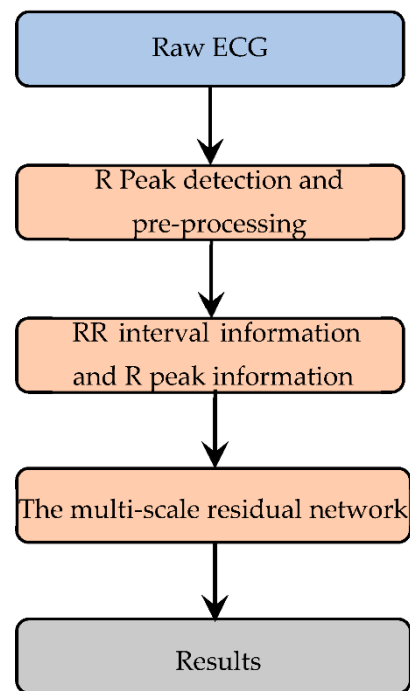 Raw ECG
R Peak detection and
pre-processing
RR interval information
and R peak information
The multi-scale residual network
Results